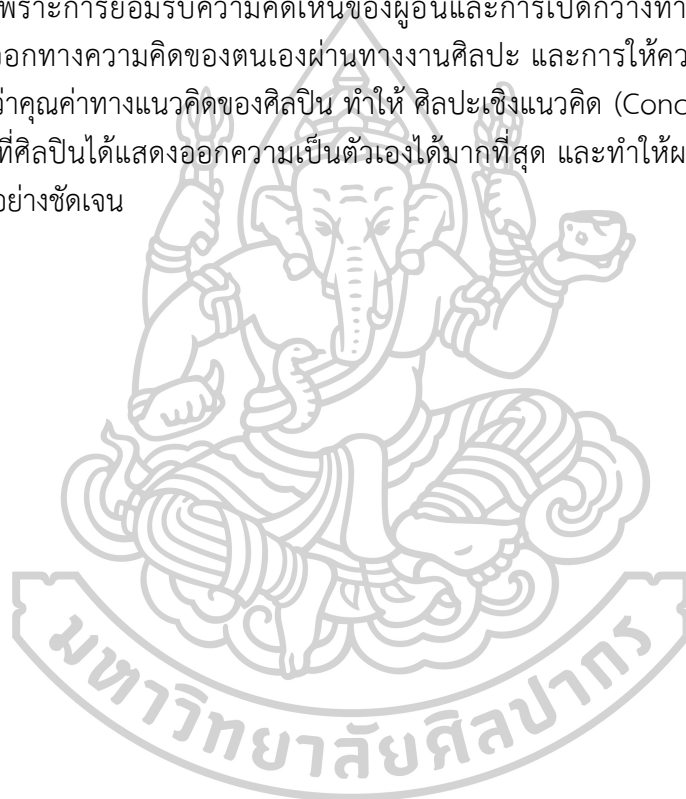 พราะการยอมรับความคิดเห็นของผู้อื่นและการเปิดกว้างทา
ออกทางความคิดของตนเองผ่านทางงานศิลปะ และการให้คว
ว่าคุณค่าทางแนวคิดของศิลปิน ทำให้ ศิลปะเชิงแนวคิด (Conc
ที่ศิลปินได้แสดงออกความเป็นตัวเองได้มากที่สุด และทำให้ผ
อย่างชัดเจน
มหาวิทยาลัยศิลปากร